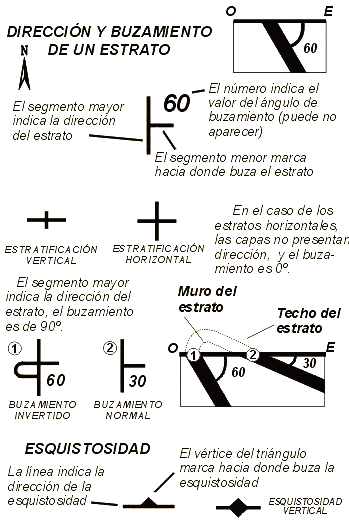 DIRECCIÓN Y BUZAMIENTO
DE UN ESTRATO
O E
60
N
El segmento mayor
indica la dirección
del estrato
60
El número indica el
valor del ángulo de
buzamiento (puede no
aparecer)
El segmento menor marca
hacia donde buza el estrato
ESTRATIFICACIÓN
VERTICAL
ESTRATIFICACIÓN
HORIZONTAL
En el caso de los
estratos horizontales,
las capas no presentan
dirección, y el buza-
miento es 0º.
El segmento mayor
indica la dirección del
estrato, el buzamiento
es de 90º.
1
60
BUZAMIENTO
INVERTIDO
2
30
BUZAMIENTO
NORMAL
Muro del
estrato
Techo del
estrato
O 1 2 E
60 30
ESQUISTOSIDAD
La línea indica la
dirección de la
esquistosidad
El vértice del triángulo
marca hacia donde buza la
esquistosidad
ESQUISTOSIDAD
VERTICAL